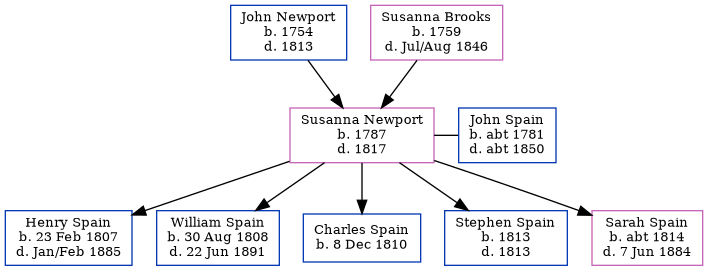 John Newport
b. 1754
d. 1813
Susanna Brooks
b. 1759
d. Jul/Aug 1846
Susanna Newport
b. 1787
d. 1817
John Spain
b. abt 1781
d. abt 1850
Henry Spain
b. 23 Feb 1807
d. Jan/Feb 1885
William Spain
b. 30 Aug 1808
d. 22 Jun 1891
Charles Spain
b. 8 Dec 1810
Stephen Spain
b. 1813
d. 1813
Sarah Spain
b. abt 1814
d. 7 Jun 1884